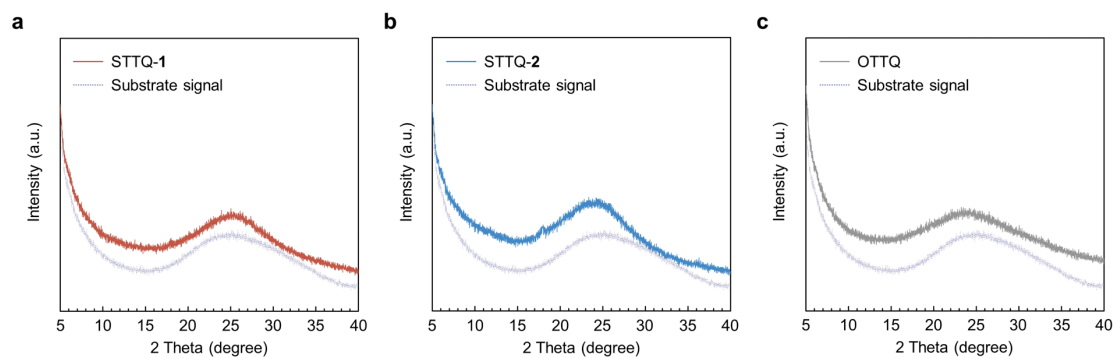 a
STTQ-1
Substrate signal
Intensity (a.u.)
5 10 15 20 25 30 35 40
2 Theta (degree)
b
STTQ-2
Substrate signal
Intensity (a.u.)
5 10 15 20 25 30 35 40
2 Theta (degree)
c
OTTQ
Substrate signal
Intensity (a.u.)
5 10 15 20 25 30 35 40
2 Theta (degree)